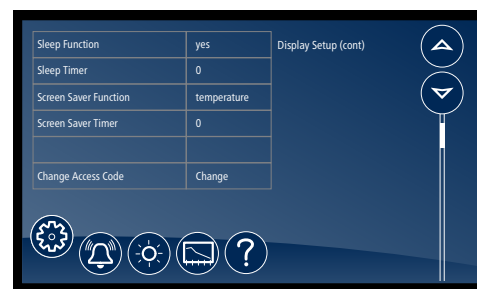 Sleep Function yes Display Setup (cont)
Sleep Timer 0
Screen Saver Function temperature
Screen Saver Timer 0
Change Access Code Change
?